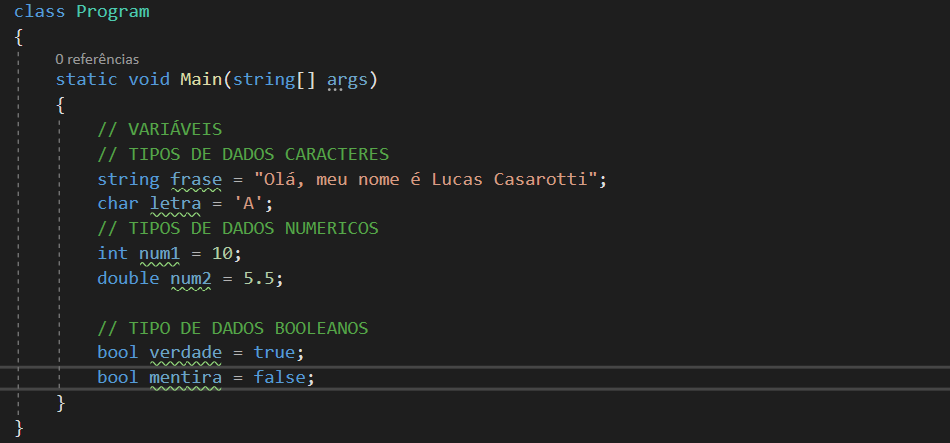 class Program
{
0 referências
static void Main(string[] args)
{
// VARIÁVEIS
// TIPOS DE DADOS CARACTERES
string frase = "Olá, meu nome é Lucas Casarotti";
char letra = 'A';
// TIPOS DE DADOS NUMERICOS
int num1 = 10;
double num2 = 5.5;
// TIPO DE DADOS BOOLEANOS
bool verdade = true;
bool mentira = false;
}
}